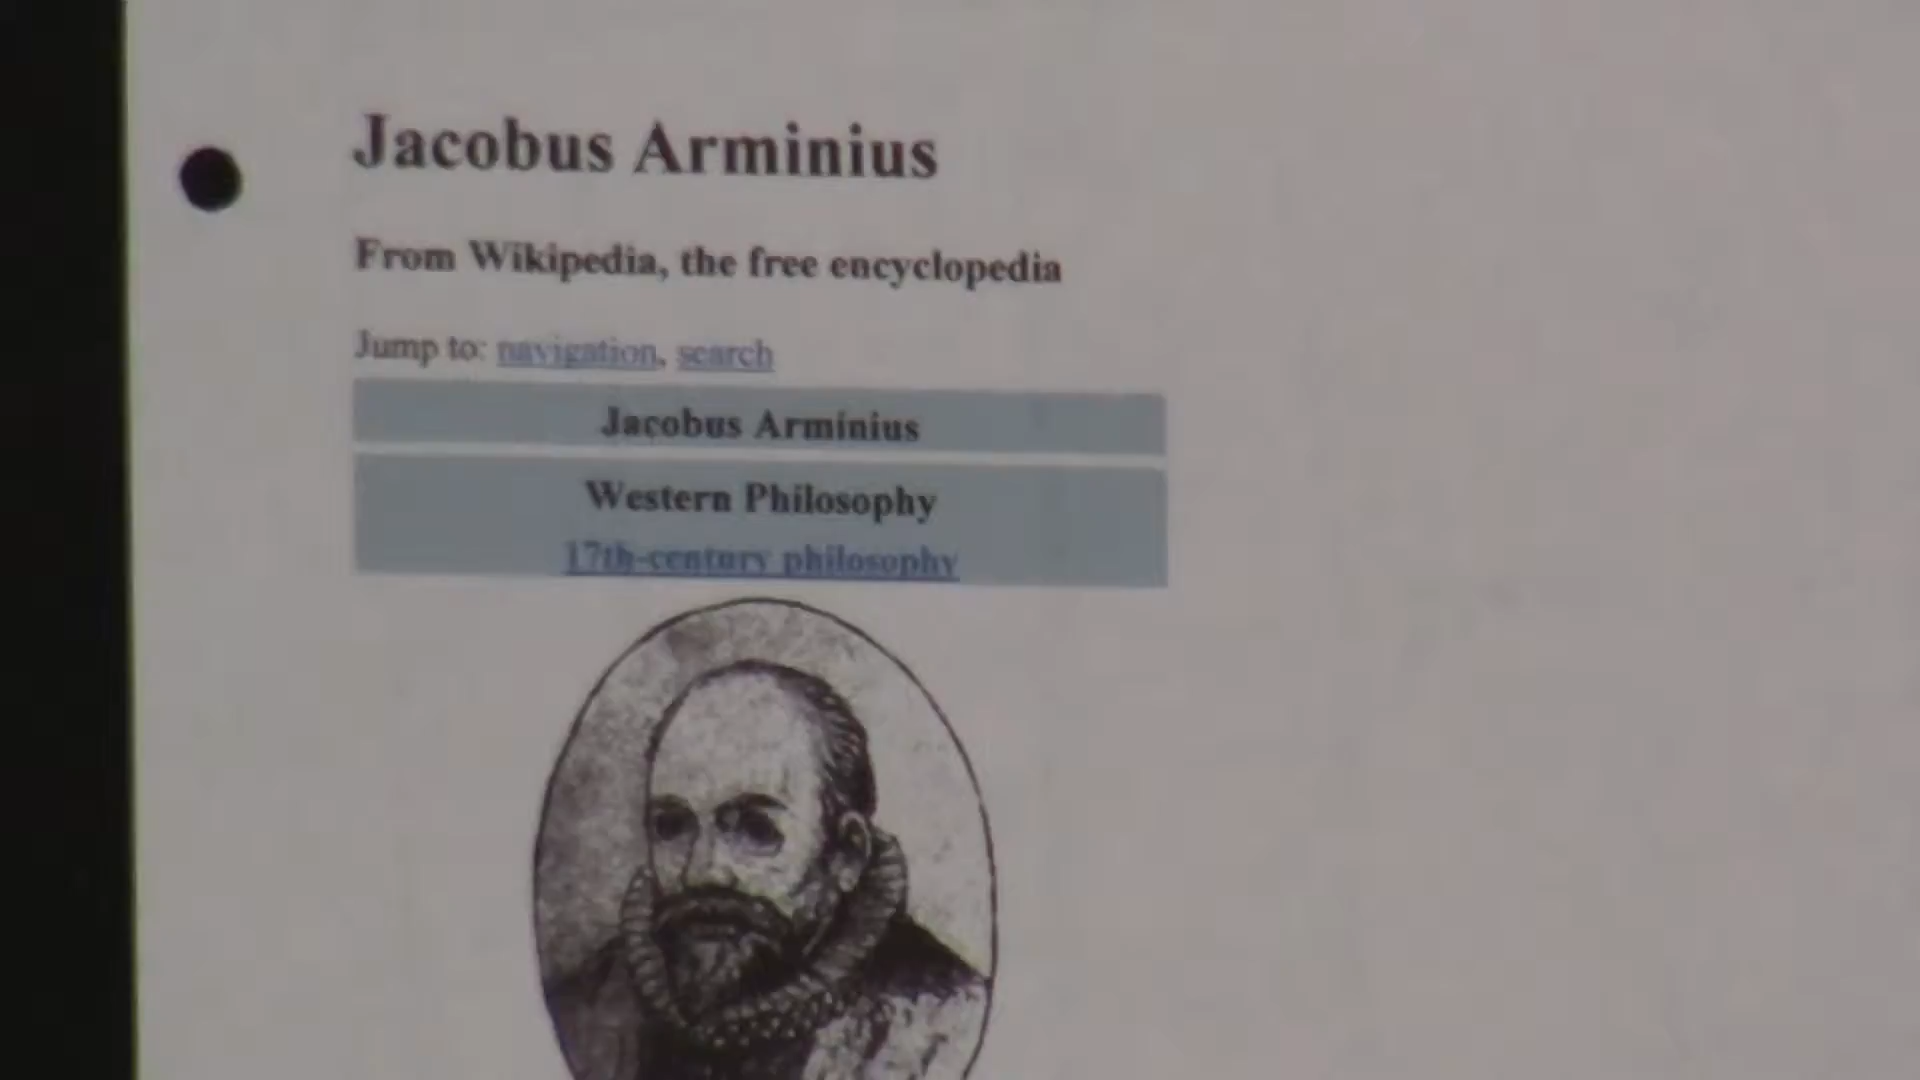 Jacobus Arminius
From Wikipedia, the free encyclopedia
Jump to: navigation, search
Jacobus Arminius
Western Philosophy
17th-century philosophy